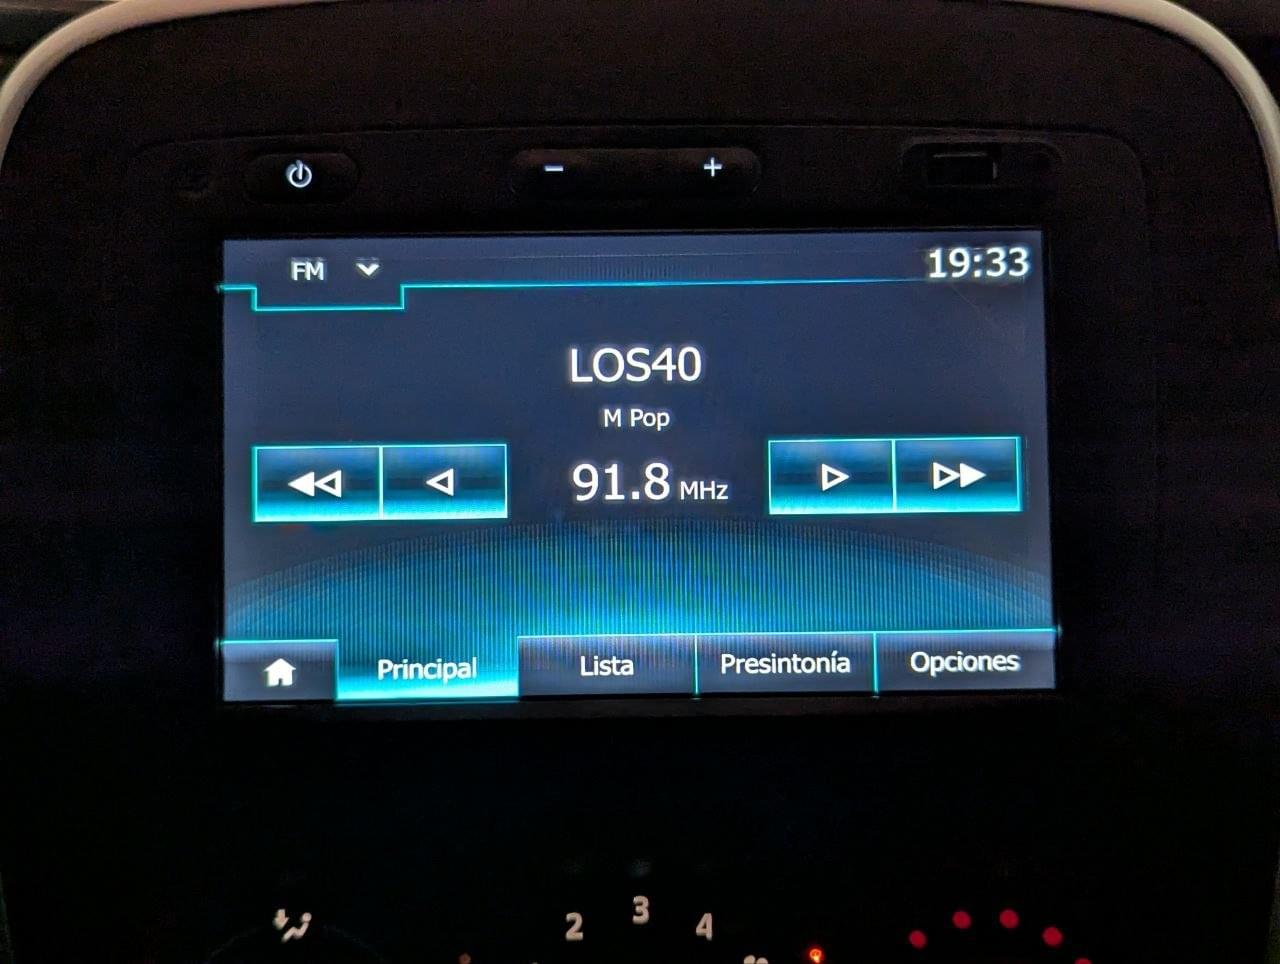 FM
19:33
LOS40
M Pop
91.8 MHz
Principal Lista Presintonía Opciones
2 3 4